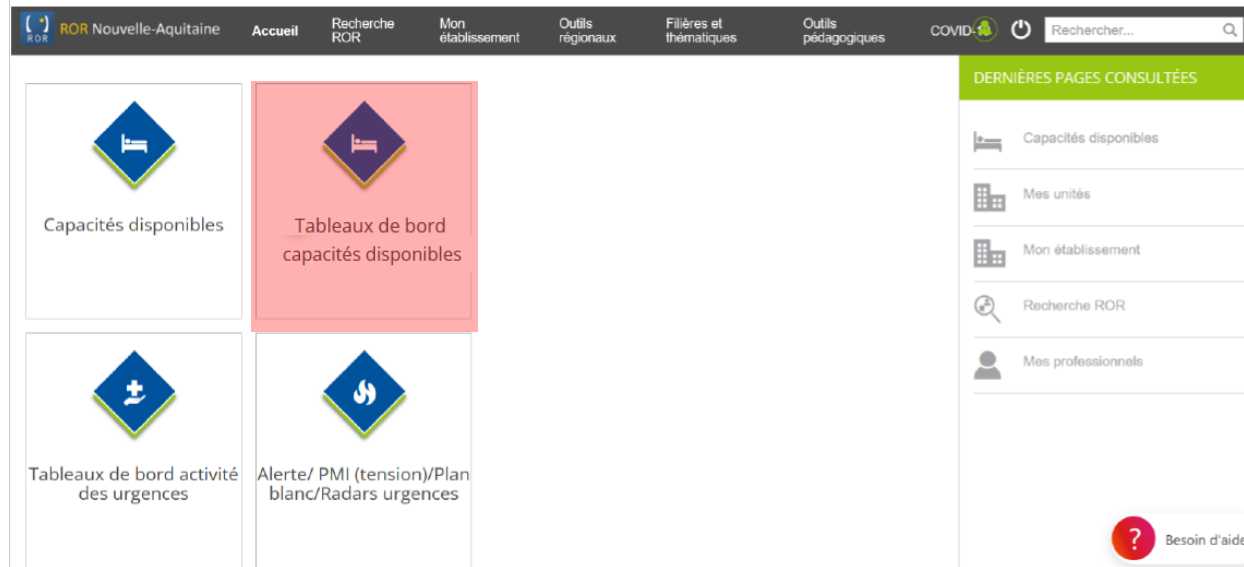 ROR
ROR Nouvelle-Aquitaine
Accueil
Recherche
ROR
Mon
établissement
Outils
régionaux
Filières et
thématiques
Outils
pédagogiques
COVID-
Rechercher...
DERNIÈRES PAGES CONSULTÉES
Capacités disponibles
Mes unités
Mon établissement
Recherche ROR
Mes professionnels
Capacités disponibles
Tableaux de bord
capacités disponibles
Tableaux de bord activité
des urgences
Alerte/ PMI (tension)/Plan
blanc/Radars urgences
? Besoin d'aide